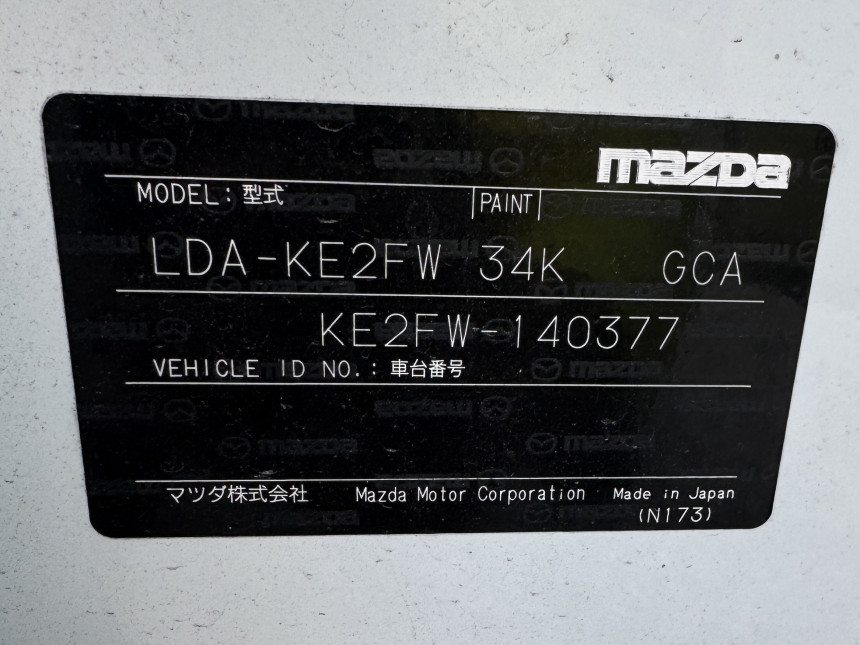 mazda
MODEL : 型式 PAINT
LDA-KE2FW 34K GCA
KE2FW-140377
VEHICLE ID NO. : 車台番号
マツダ株式会社 Mazda Motor Corporation Made in Japan
(N173)